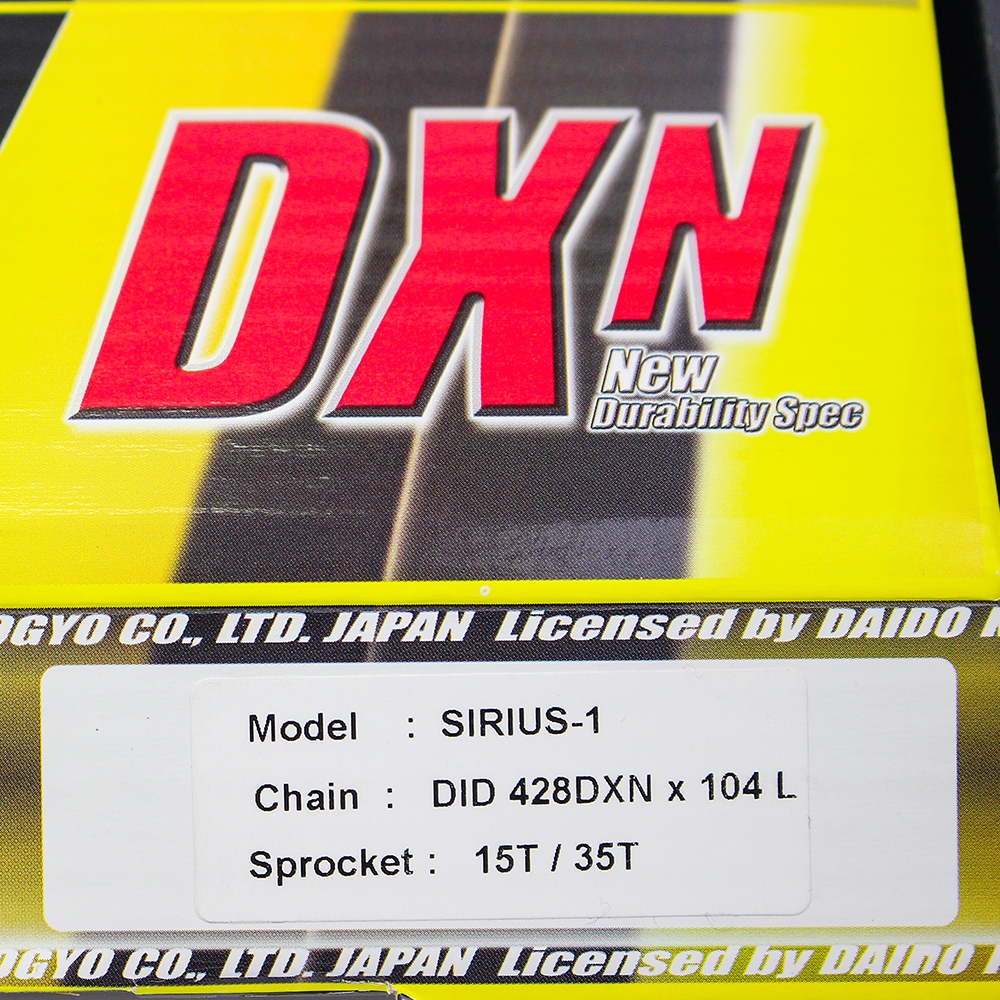 DXN
New
Durability Spec
OGYO CO., LTD. JAPAN Licensed by DAIDO
Model : SIRIUS-1
Chain : DID 428DXN x 104 L
Sprocket : 15T / 35T
OGYO CO., LTD. JAPAN Licensed by DAIDO